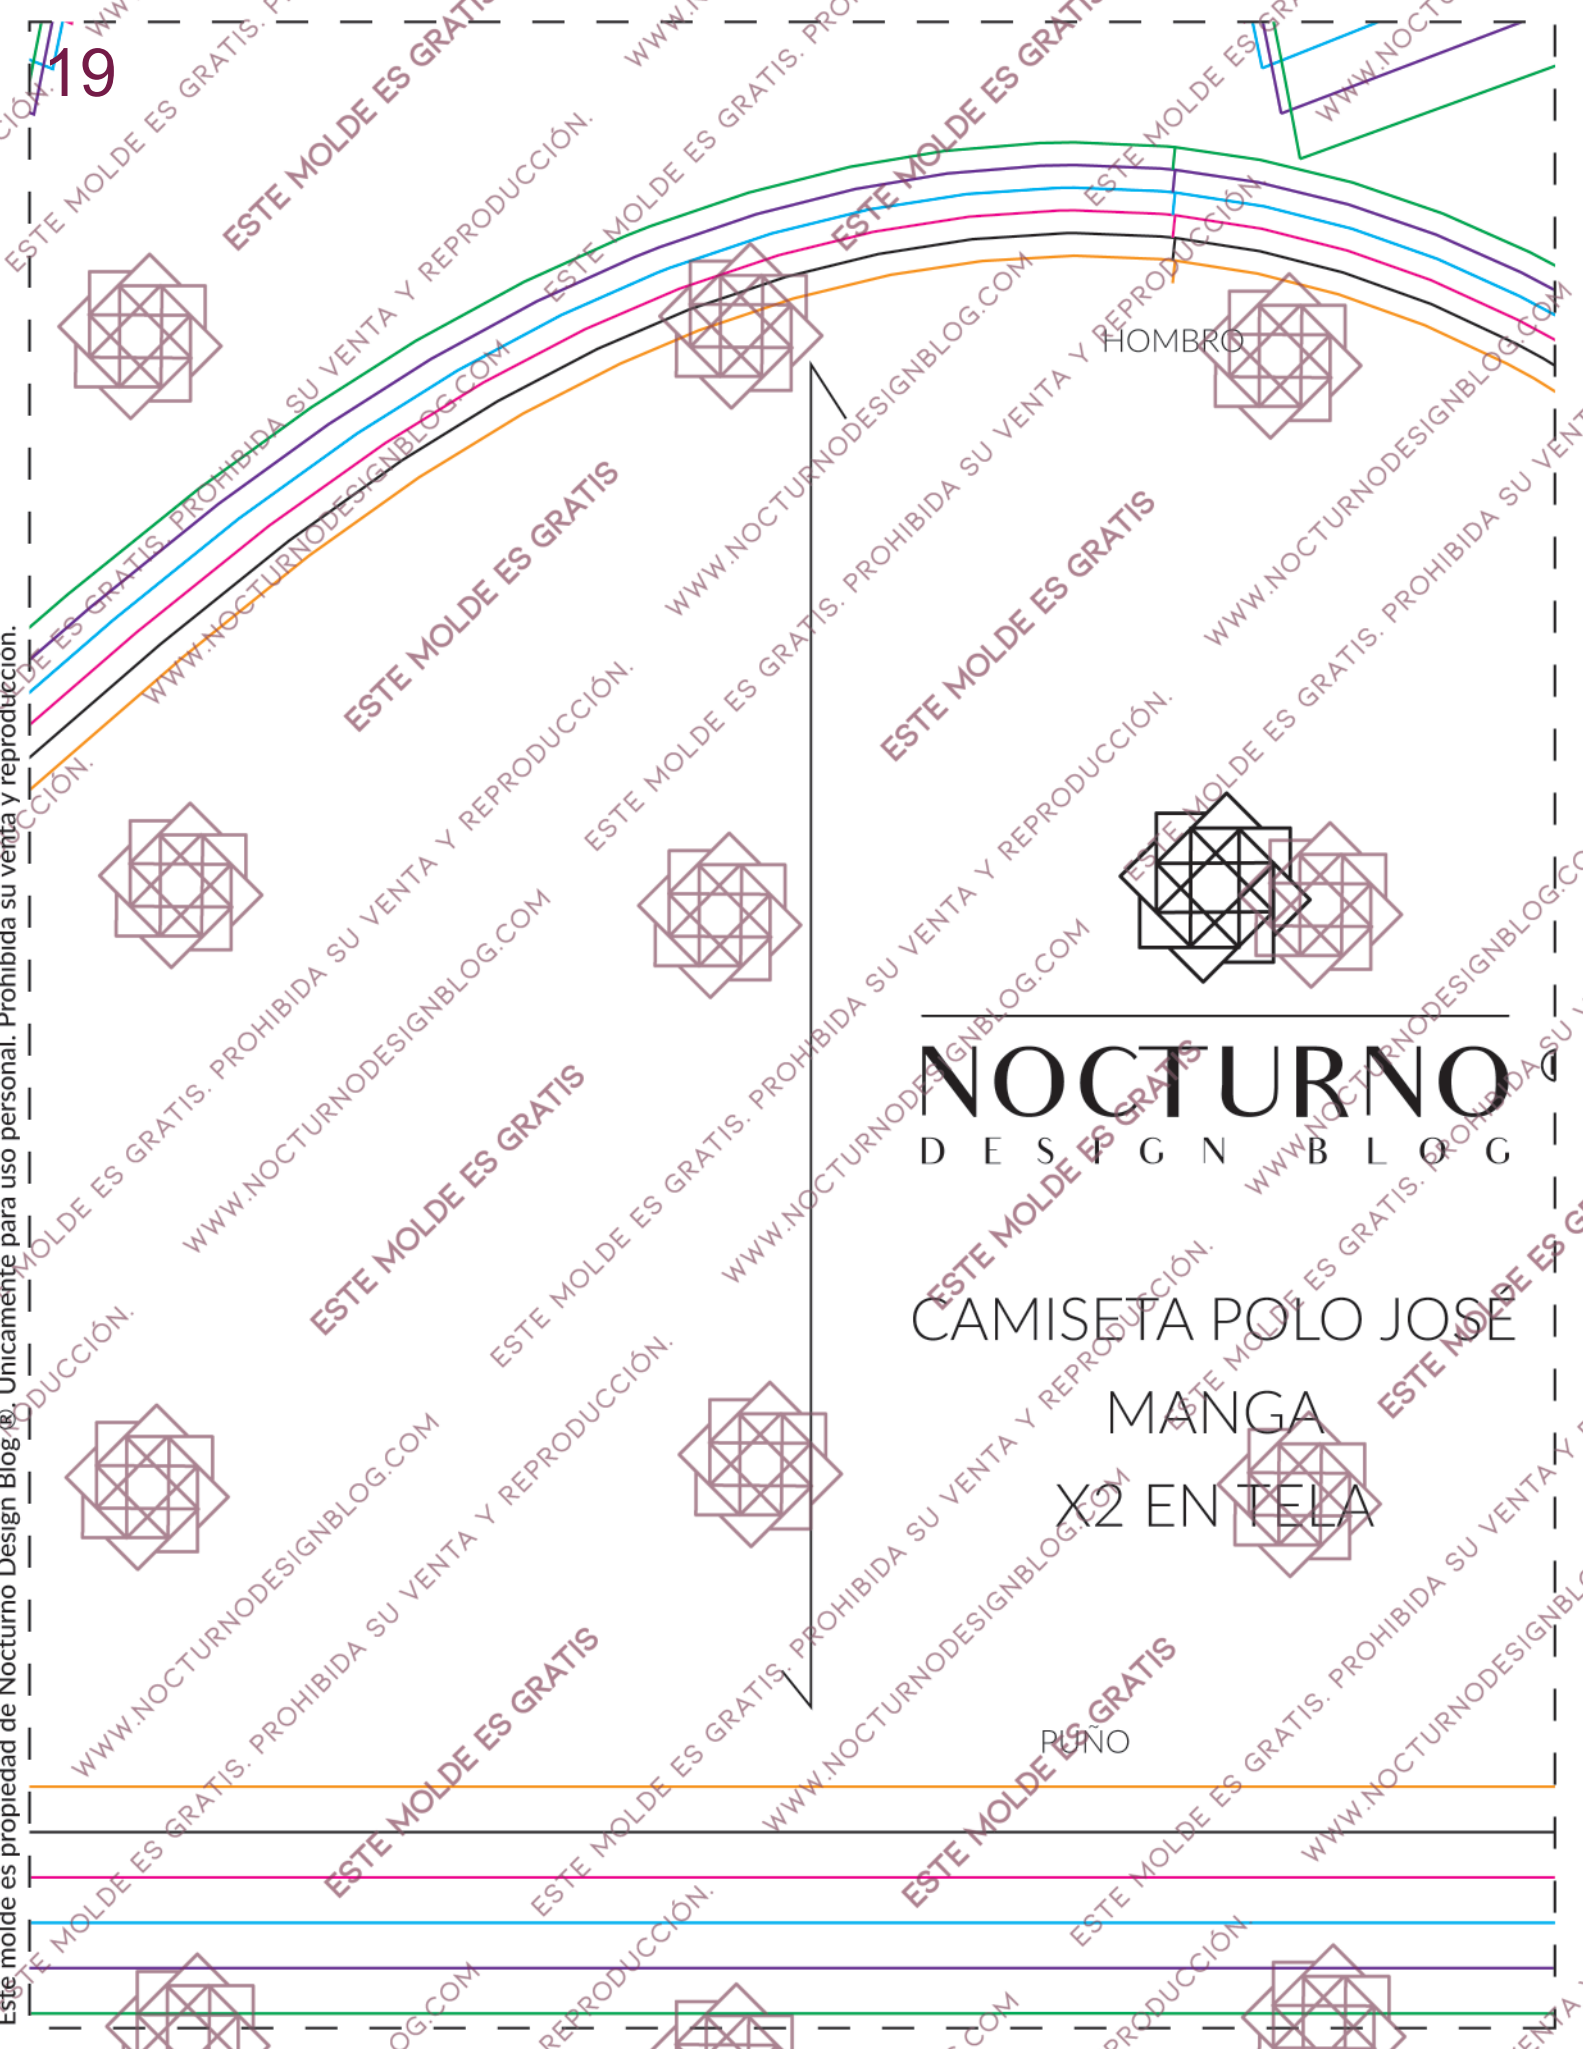 19
HOMBRO
NOCTURNO
DESIGN BLOG
CAMISETA POLO JOSÉ
MANGA
X2 EN TELA
PUÑO
Este molde es propiedad de Nocturno Design Blog®. Únicamente para uso personal. Prohibida su venta y reproducción.
ESTE MOLDE ES GRATIS. PROHIBIDA SU VENTA Y REPRODUCCIÓN.
WWW.NOCTURNODESIGNBLOG.COM
ESTE MOLDE ES GRATIS